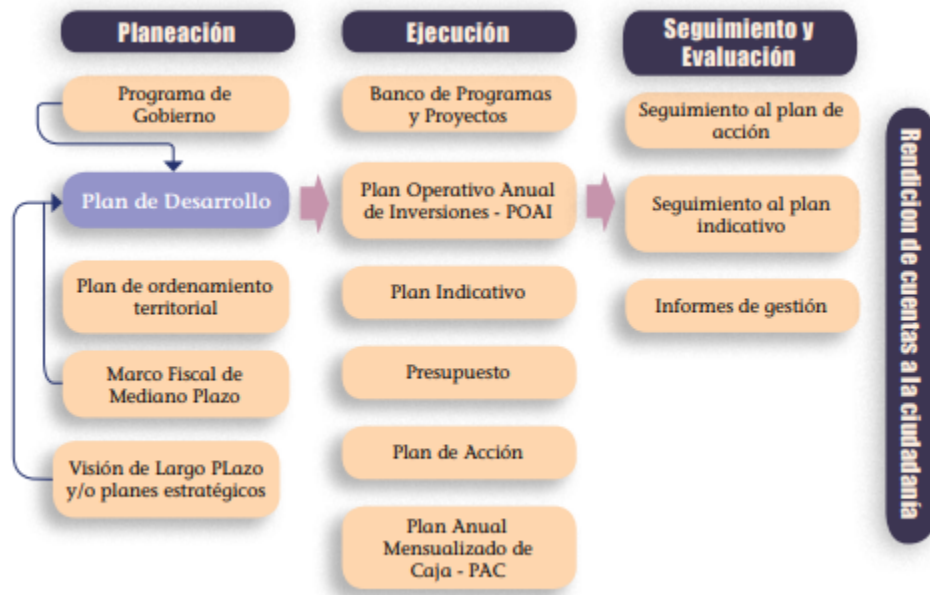 Planeación
Programa de
Gobierno
Plan de Desarrollo
Plan de ordenamiento
territorial
Marco Fiscal de
Mediano Plazo
Visión de Largo PLazo
y/o planes estratégicos
Ejecución
Banco de Programas
y Proyectos
Plan Operativo Anual
de Inversiones - POAI
Plan Indicativo
Presupuesto
Plan de Acción
Plan Anual
Mensualizado de
Caja - PAC
Seguimiento y
Evaluación
Seguimiento al plan de
acción
Seguimiento al plan
indicativo
Informes de gestión
Rendicion de cuentas a la ciudadanía